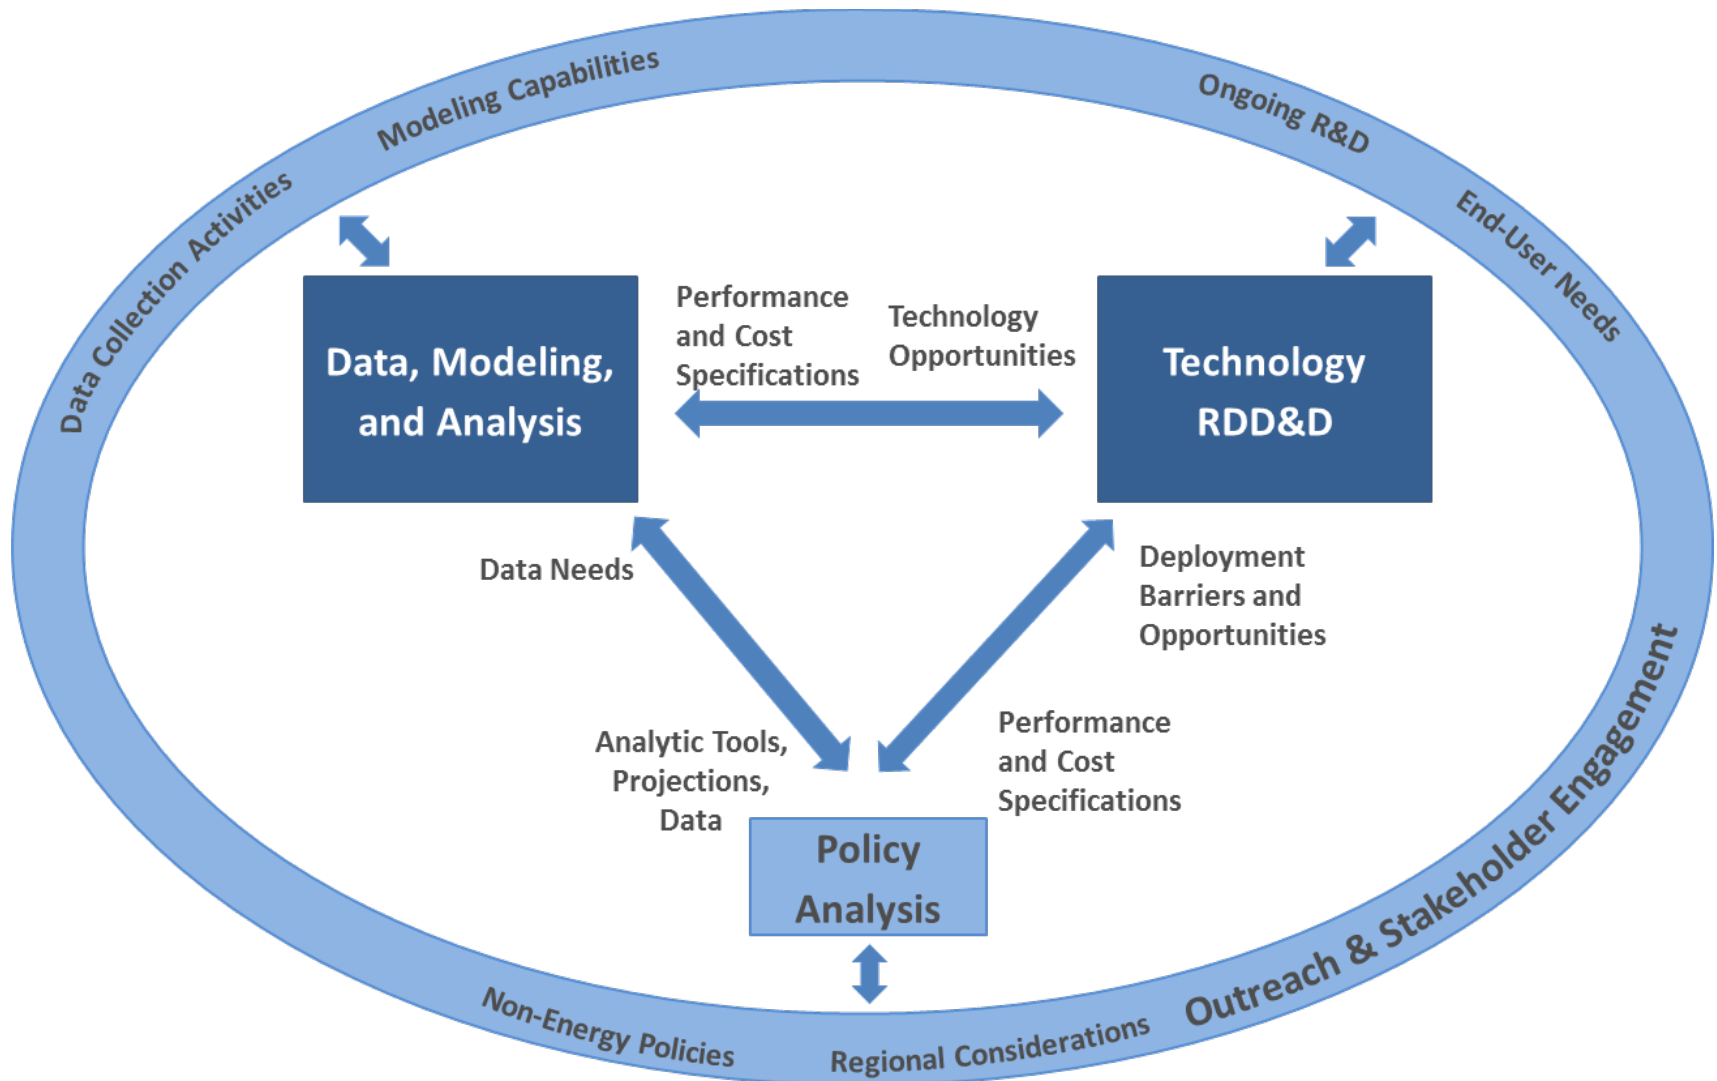 Modeling Capabilities
Ongoing R&D
Data Collection Activities
End-User Needs
Data, Modeling,
and Analysis
Performance
and Cost
Specifications
Technology
Opportunities
Technology
RDD&D
Data Needs
Deployment
Barriers and
Opportunities
Analytic Tools,
Projections,
Data
Performance
and Cost
Specifications
Policy
Analysis
Outreach & Stakeholder Engagement
Non-Energy Policies
Regional Considerations